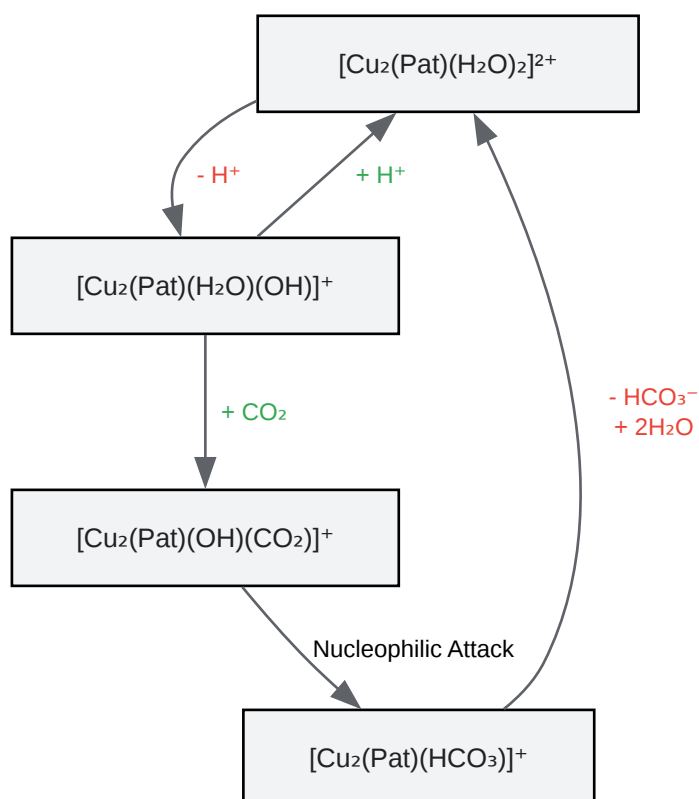 [Cu₂(Pat)(H₂O)₂]²⁺
- H⁺
+ H⁺
[Cu₂(Pat)(H₂O)(OH)]⁺
+ CO₂
- HCO₃⁻
+ 2H₂O
[Cu₂(Pat)(OH)(CO₂)]⁺
Nucleophilic Attack
[Cu₂(Pat)(HCO₃)]⁺